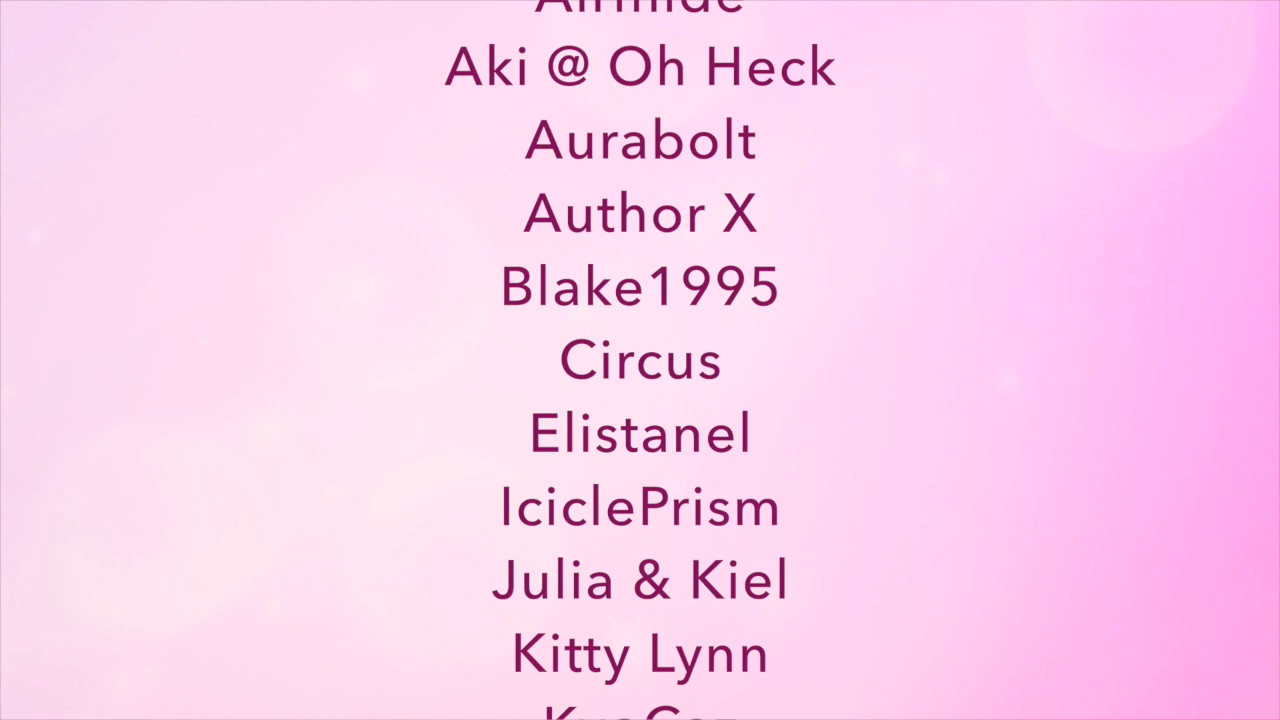 Aki @ Oh Heck
Aurabolt
Author X
Blake1995
Circus
Elistanel
IciclePrism
Julia & Kiel
Kitty Lynn